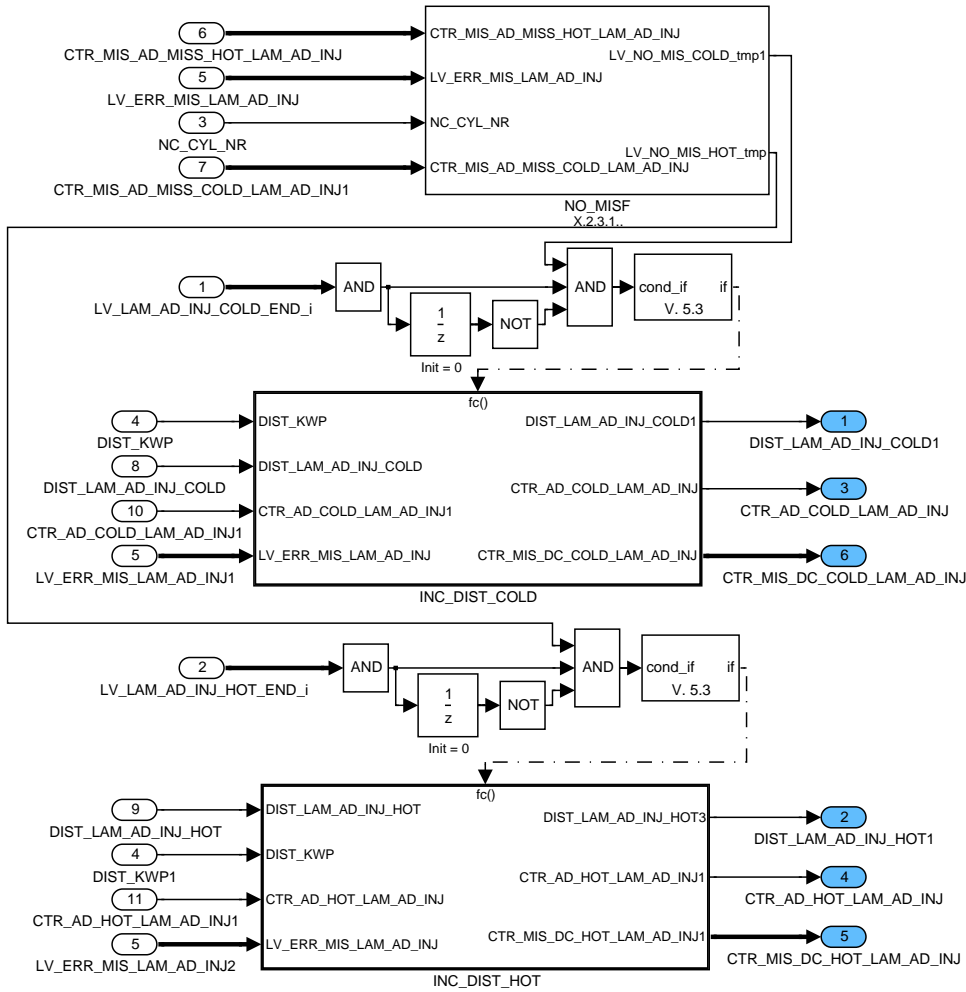 6
CTR_MIS_AD_MISS_HOT_LAM_AD_INJ
5
LV_ERR_MIS_LAM_AD_INJ
3
NC_CYL_NR
7
CTR_MIS_AD_MISS_COLD_LAM_AD_INJ1
CTR_MIS_AD_MISS_HOT_LAM_AD_INJ
LV_NO_MIS_COLD_tmp1
LV_ERR_MIS_LAM_AD_INJ
NC_CYL_NR
LV_NO_MIS_HOT_tmp
CTR_MIS_AD_MISS_COLD_LAM_AD_INJ
NO_MISF
X.2.3.1..
1
LV_LAM_AD_INJ_COLD_END_i
AND
1
z
Init = 0
NOT
AND
cond_if if
V. 5.3
fc()
4
DIST_KWP
8
DIST_LAM_AD_INJ_COLD
10
CTR_AD_COLD_LAM_AD_INJ1
5
LV_ERR_MIS_LAM_AD_INJ1
DIST_KWP
DIST_LAM_AD_INJ_COLD
CTR_AD_COLD_LAM_AD_INJ1
LV_ERR_MIS_LAM_AD_INJ
DIST_LAM_AD_INJ_COLD1
CTR_AD_COLD_LAM_AD_INJ
CTR_MIS_DC_COLD_LAM_AD_INJ
INC_DIST_COLD
1
DIST_LAM_AD_INJ_COLD1
3
CTR_AD_COLD_LAM_AD_INJ
6
CTR_MIS_DC_COLD_LAM_AD_INJ
2
LV_LAM_AD_INJ_HOT_END_i
AND
1
z
Init = 0
NOT
AND
cond_if if
V. 5.3
fc()
9
DIST_LAM_AD_INJ_HOT
4
DIST_KWP1
11
CTR_AD_HOT_LAM_AD_INJ1
5
LV_ERR_MIS_LAM_AD_INJ2
DIST_LAM_AD_INJ_HOT
DIST_KWP
CTR_AD_HOT_LAM_AD_INJ
LV_ERR_MIS_LAM_AD_INJ
DIST_LAM_AD_INJ_HOT3
CTR_AD_HOT_LAM_AD_INJ1
CTR_MIS_DC_HOT_LAM_AD_INJ1
INC_DIST_HOT
2
DIST_LAM_AD_INJ_HOT1
4
CTR_AD_HOT_LAM_AD_INJ
5
CTR_MIS_DC_HOT_LAM_AD_INJ